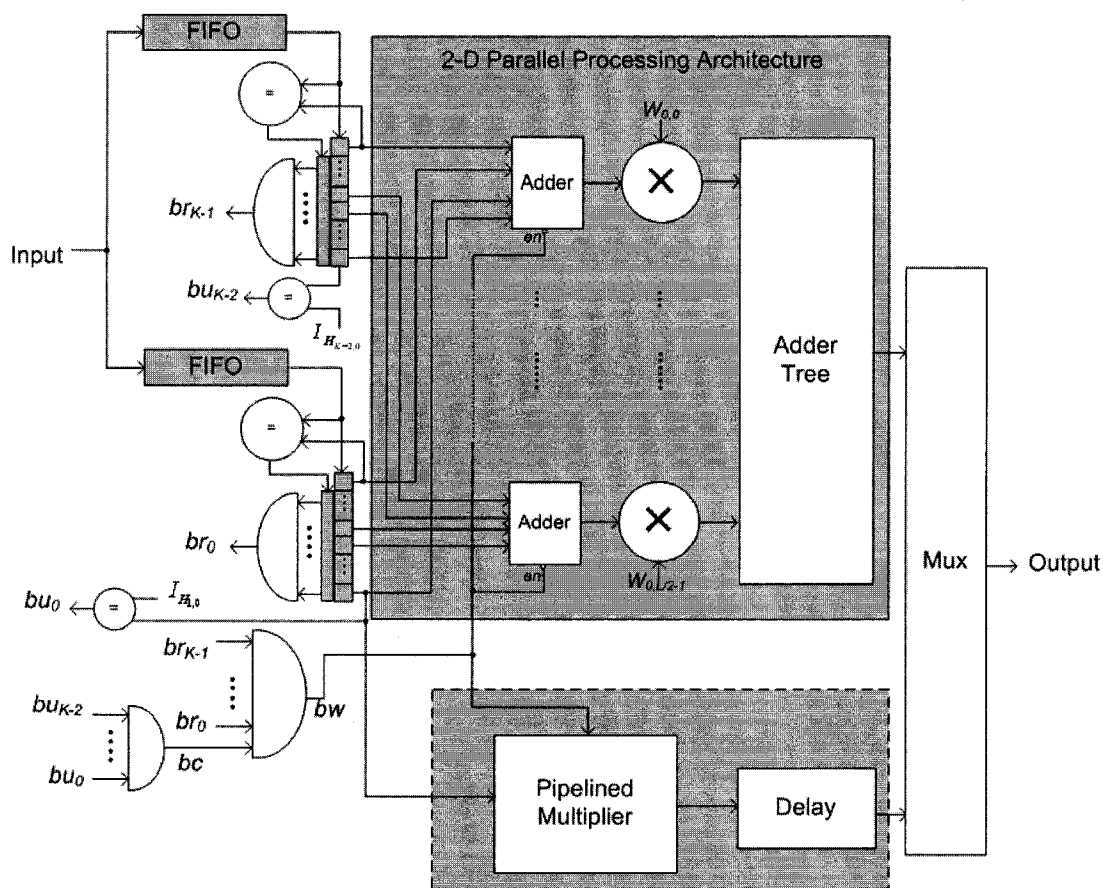 FIFO
2-D Parallel Processing Architecture
=
W0,0
Adder
×
brK-1
en
Input
buK-2
=
IHK-2,0
FIFO
Adder Tree
=
Adder
×
br0
en
W0,L/2-1
Mux
Output
bu0
=
IH1,0
brK-1
buK-2
br0
bw
bc
bu0
Pipelined
Multiplier
Delay